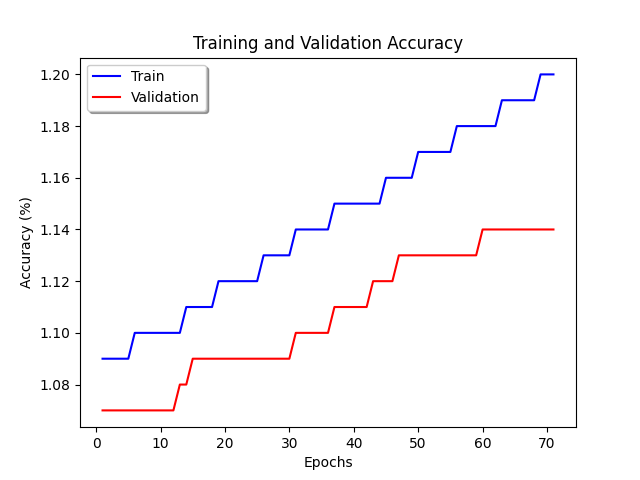 Training and Validation Accuracy
Train
Validation
Accuracy (%)
1.20
1.18
1.16
1.14
1.12
1.10
1.08
0 10 20 30 40 50 60 70
Epochs